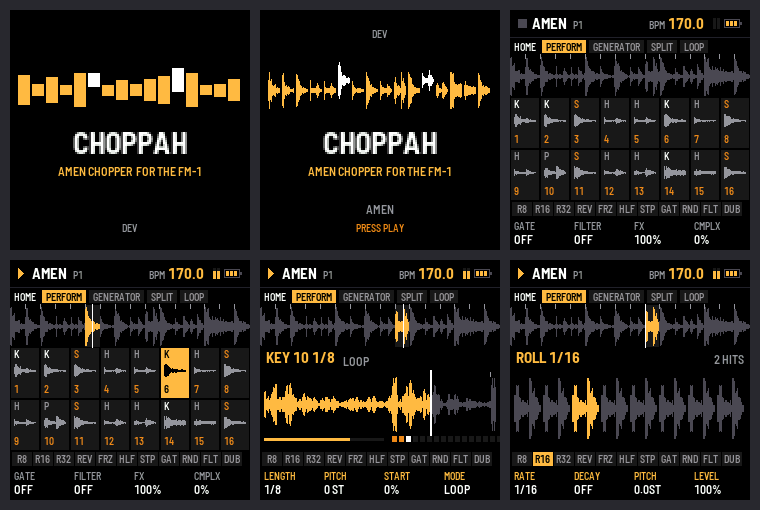 CHOPPAH
AMEN CHOPPER FOR THE FM-1
DEV
DEV
CHOPPAH
AMEN CHOPPER FOR THE FM-1
AMEN
PRESS PLAY
AMEN P1 BPM 170.0
HOME PERFORM GENERATOR SPLIT LOOP
K K S H H K H S
1 2 3 4 5 6 7 8
H P S H H K H S
9 10 11 12 13 14 15 16
R8 R16 R32 REV FRZ HLF STP GAT RND FLT DUB
GATE FILTER FX CMPLX
OFF OFF 100% 0%
AMEN P1 BPM 170.0
HOME PERFORM GENERATOR SPLIT LOOP
K K S H H K H S
1 2 3 4 5 6 7 8
H P S H H K H S
9 10 11 12 13 14 15 16
R8 R16 R32 REV FRZ HLF STP GAT RND FLT DUB
GATE FILTER FX CMPLX
OFF OFF 100% 0%
AMEN P1 BPM 170.0
HOME PERFORM GENERATOR SPLIT LOOP
KEY 10 1/8 LOOP
R8 R16 R32 REV FRZ HLF STP GAT RND FLT DUB
LENGTH PITCH START MODE
1/8 0 ST 0% LOOP
AMEN P1 BPM 170.0
HOME PERFORM GENERATOR SPLIT LOOP
ROLL 1/16 2 HITS
R8 R16 R32 REV FRZ HLF STP GAT RND FLT DUB
RATE DECAY PITCH LEVEL
1/16 OFF 0.0ST 100%